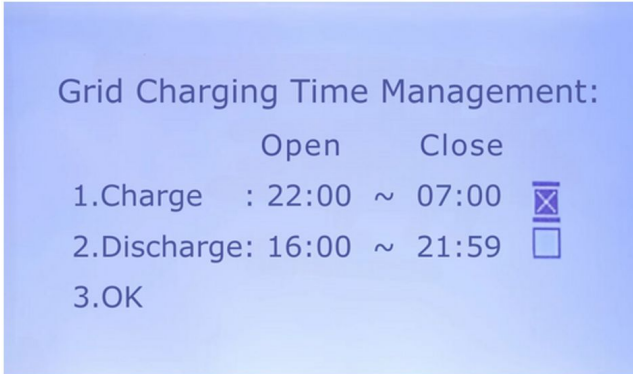 Grid Charging Time Management:
Open Close
1.Charge : 22:00 ~ 07:00
2.Discharge: 16:00 ~ 21:59
3.OK